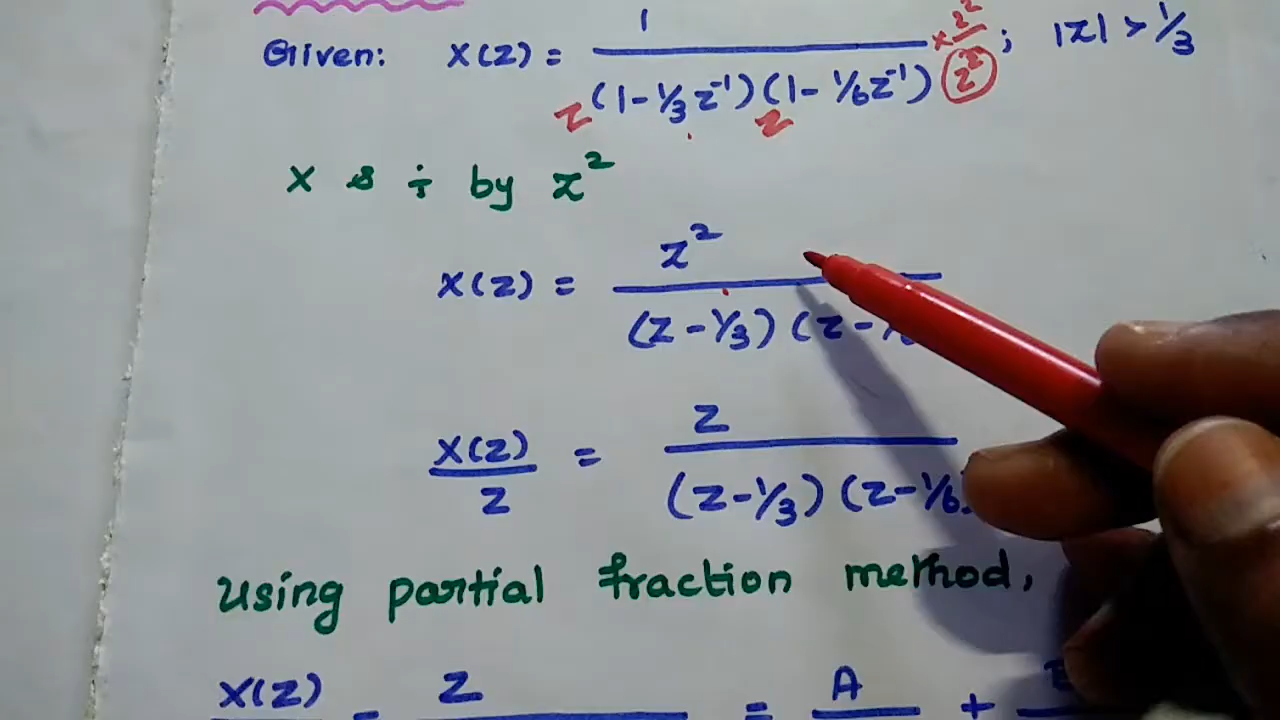 Given: X(Z) = 1 / (1 - 1/3 z⁻¹) (1 - 1/6 z⁻¹) × z² / z² ; |Z| > 1/3
z z
X & ÷ by z²
X(Z) = z² / (z - 1/3) (z -
X(Z) / z = z / (z - 1/3) (z - 1/6
Using partial fraction method,
X(Z) = z = A +